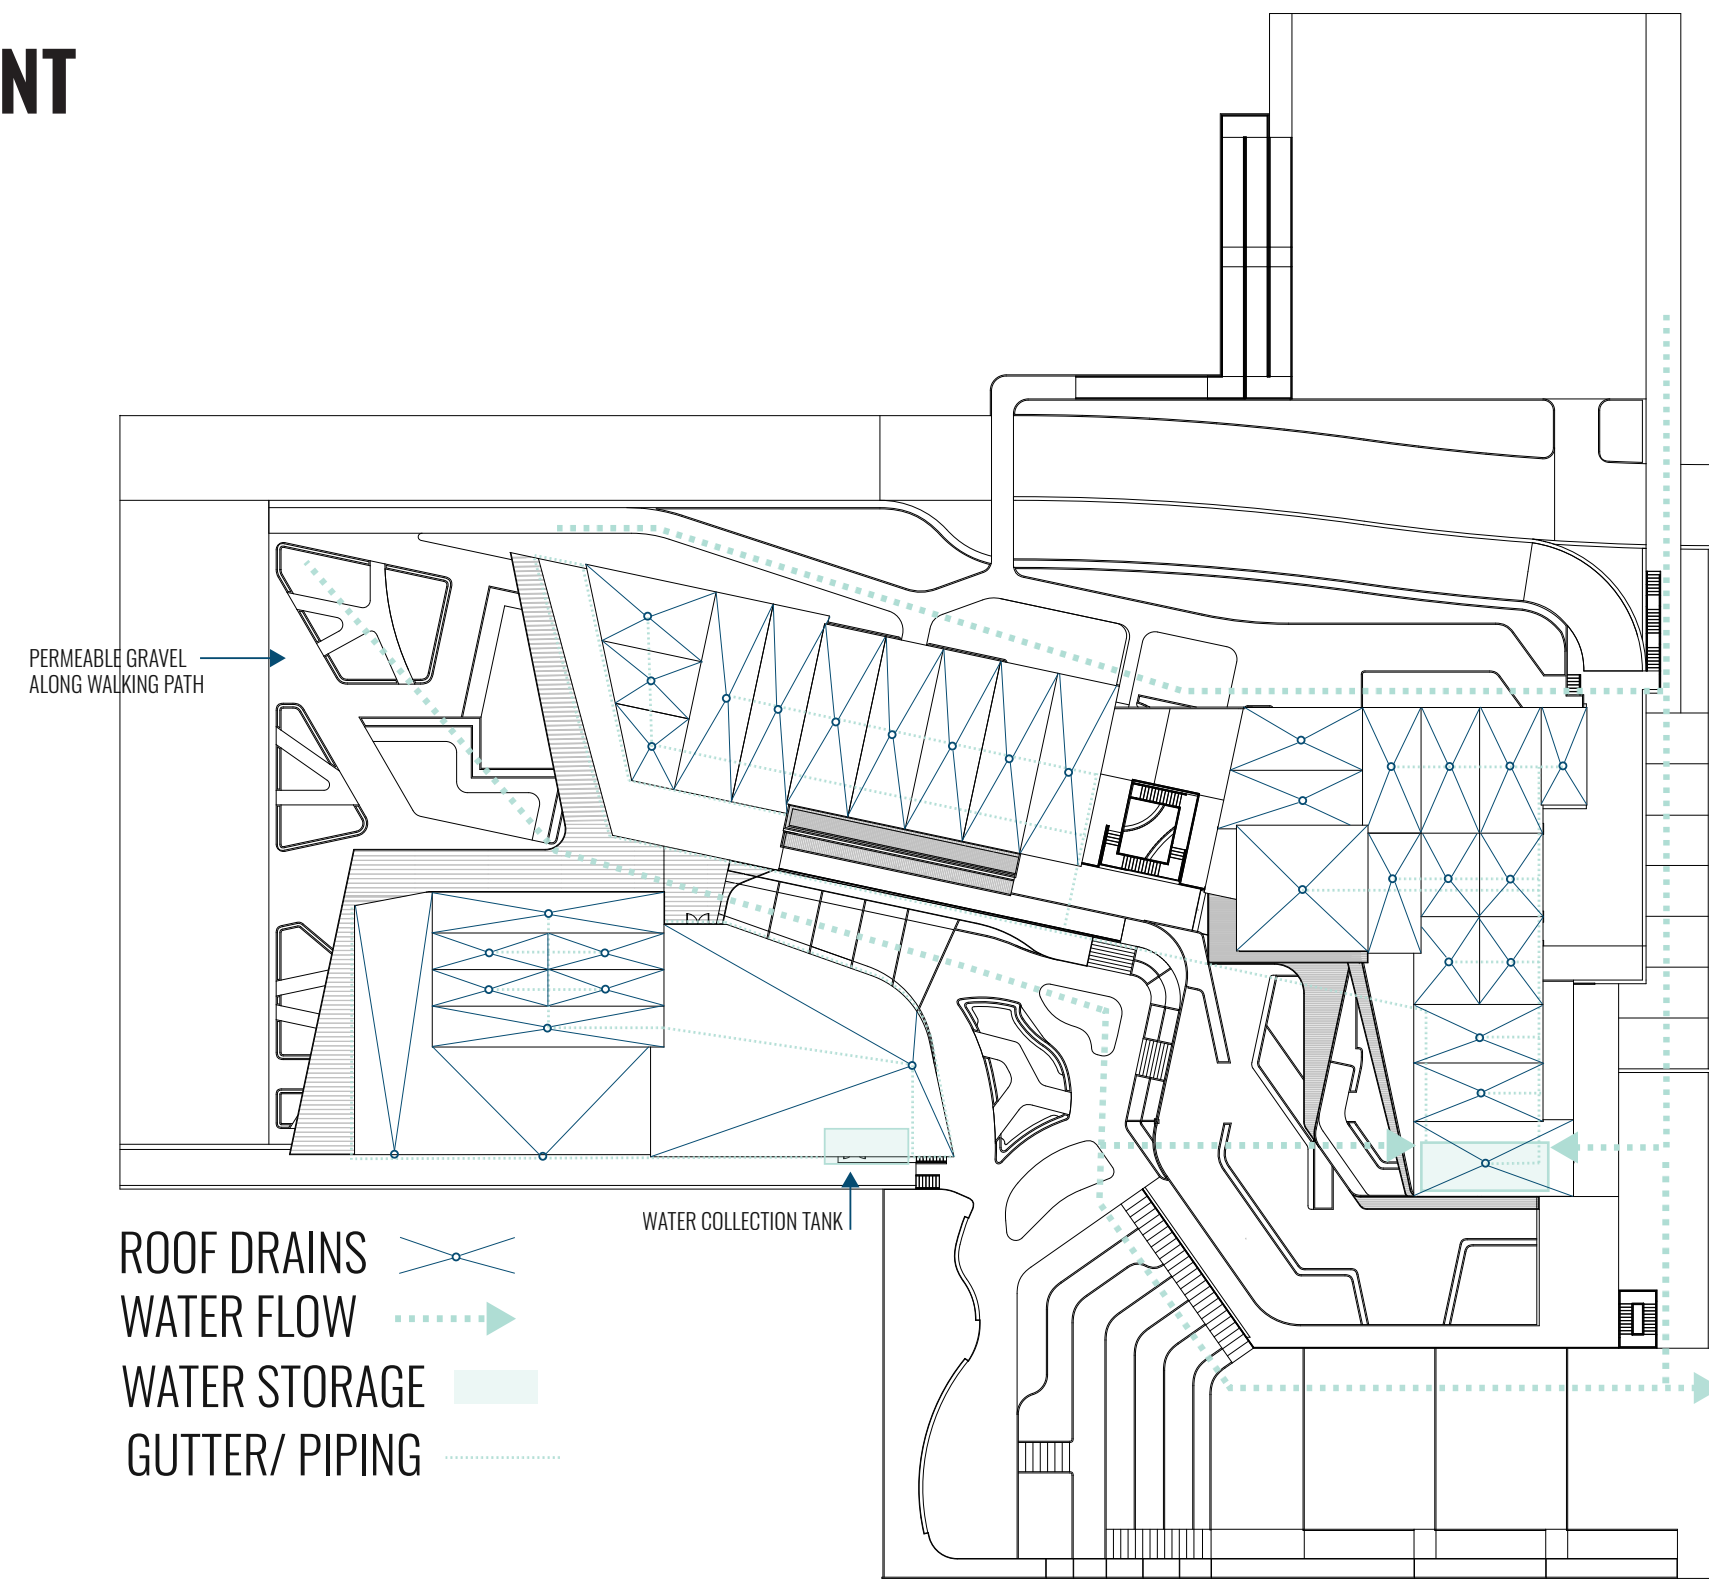 NT
PERMEABLE GRAVEL
ALONG WALKING PATH
WATER COLLECTION TANK
ROOF DRAINS
WATER FLOW
WATER STORAGE
GUTTER/ PIPING